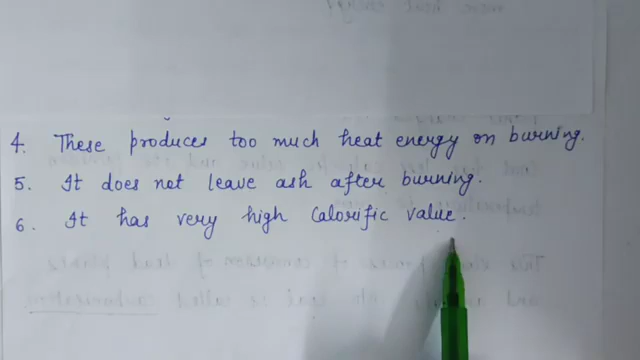 4. These produces too much heat energy on burning.
5. It does not leave ash after burning.
6. It has very high calorific value.